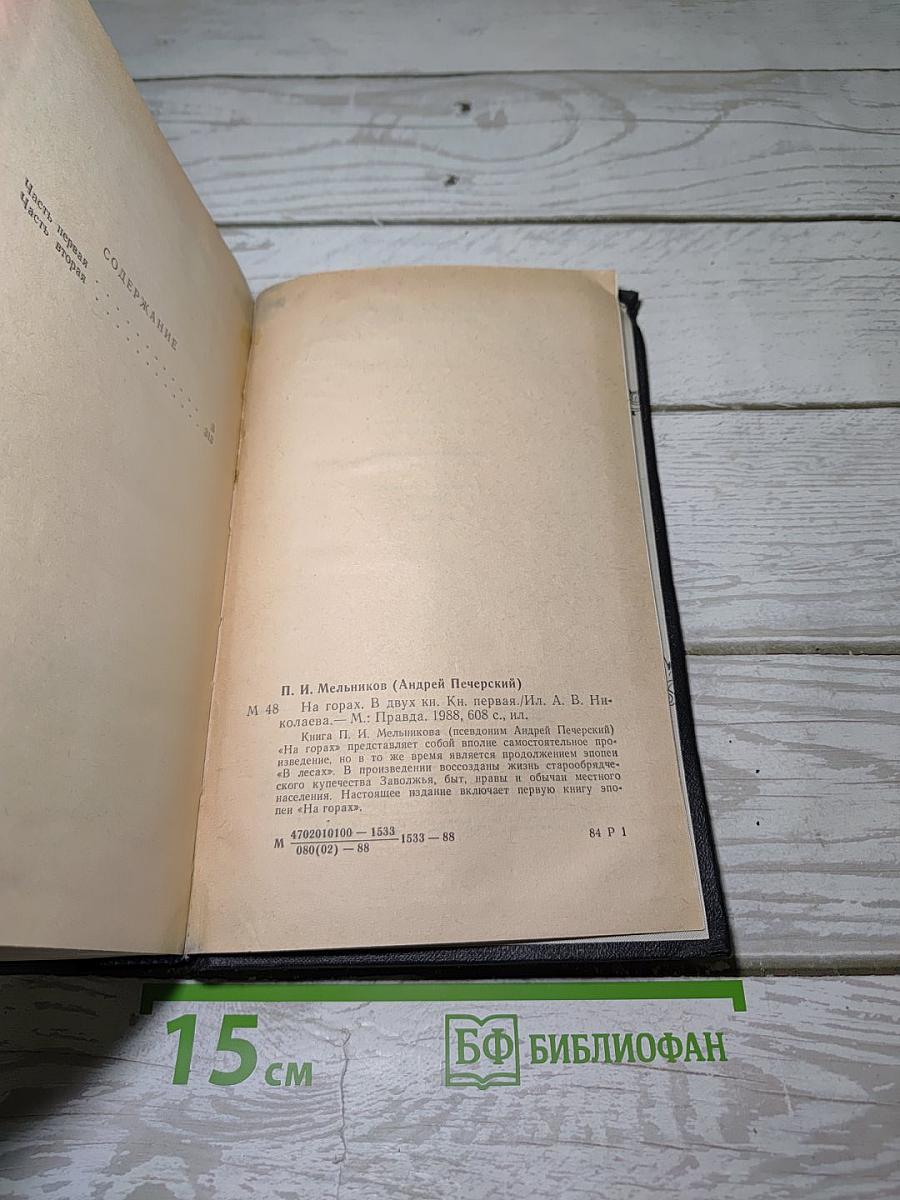 СОДЕРЖАНИЕ
Часть первая . . . . . . . . . 3
Часть вторая . . . . . . . . .
П. И. Мельников (Андрей Печерский)
М 48 На горах. В двух кн. Кн. первая./Ил. А. В. Ни-
колаева.— М.: Правда. 1988, 608 с., ил.
Книга П. И. Мельникова (псевдоним Андрей Печерский)
«На горах» представляет собой вполне самостоятельное про-
изведение, но в то же время является продолжением эпопеи
«В лесах». В произведении воссозданы жизнь старообрядче-
ского купечества Заволжья, быт, нравы и обычаи местного
населения. Настоящее издание включает первую книгу эпо-
пеи «На горах».
М 4702010100 — 1533
080(02) — 88
1533 — 88
84 Р 1
15 см
БФ БИБЛИОФАН